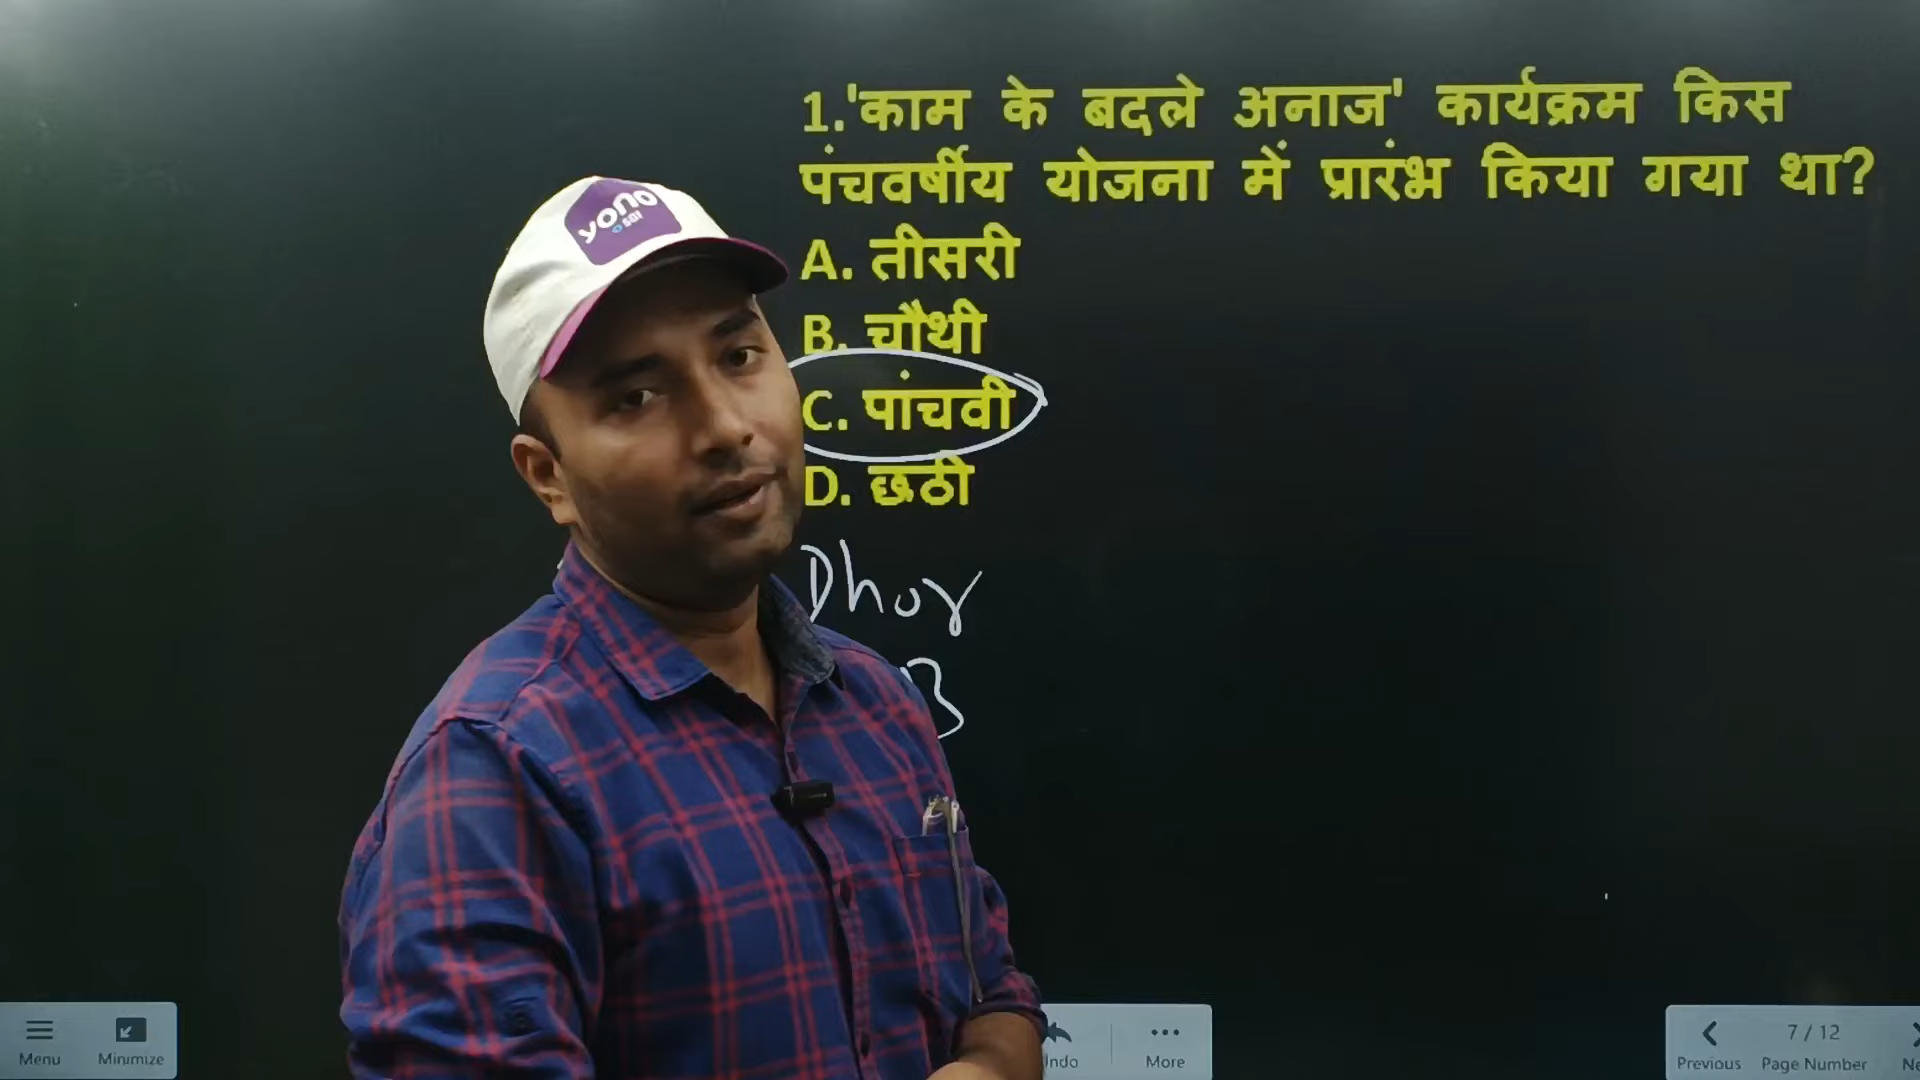 1.'काम के बदले अनाज' कार्यक्रम किस
पंचवर्षीय योजना में प्रारंभ किया गया था?
A. तीसरी
B. चौथी
C. पांचवी
D. छठी
yono
SBI
Menu
Minimize
More
Previous
7 / 12
Page Number